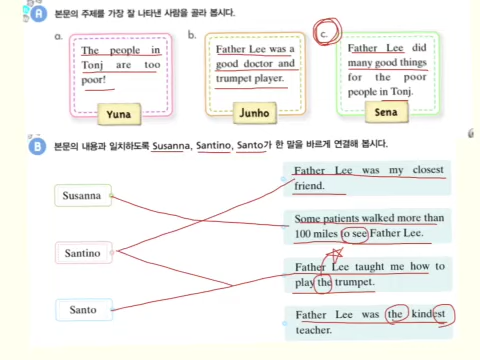 A 본문의 주제를 가장 잘 나타낸 사람을 골라 봅시다.
a.
The people in
Tonj are too
poor!
Yuna
b.
Father Lee was a
good doctor and
trumpet player.
Junho
c.
Father Lee did
many good things
for the poor
people in Tonj.
Sena
B 본문의 내용과 일치하도록 Susanna, Santino, Santo가 한 말을 바르게 연결해 봅시다.
Susanna
Santino
Santo
Father Lee was my closest
friend.
Some patients walked more than
100 miles to see Father Lee.
Father Lee taught me how to
play the trumpet.
Father Lee was the kindest
teacher.